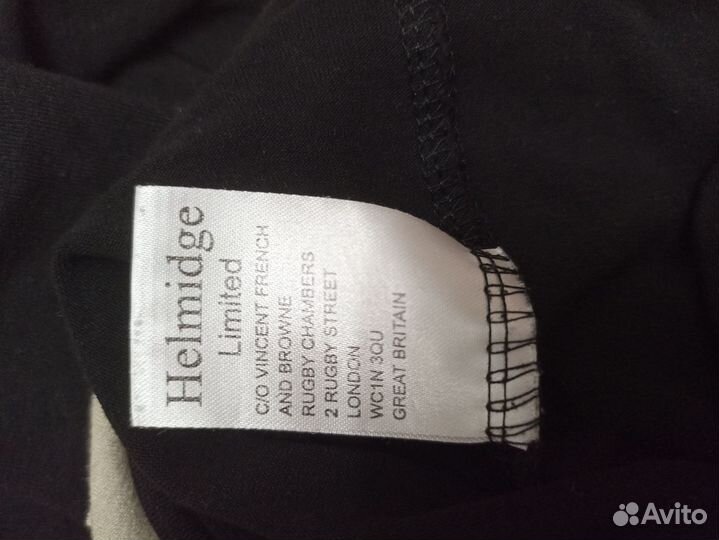 Helmidge
Limited
C/O VINCENT FRENCH
AND BROWNE
RUGBY CHAMBERS
2 RUGBY STREET
LONDON
WC1N 3QU
GREAT BRITAIN
Avito